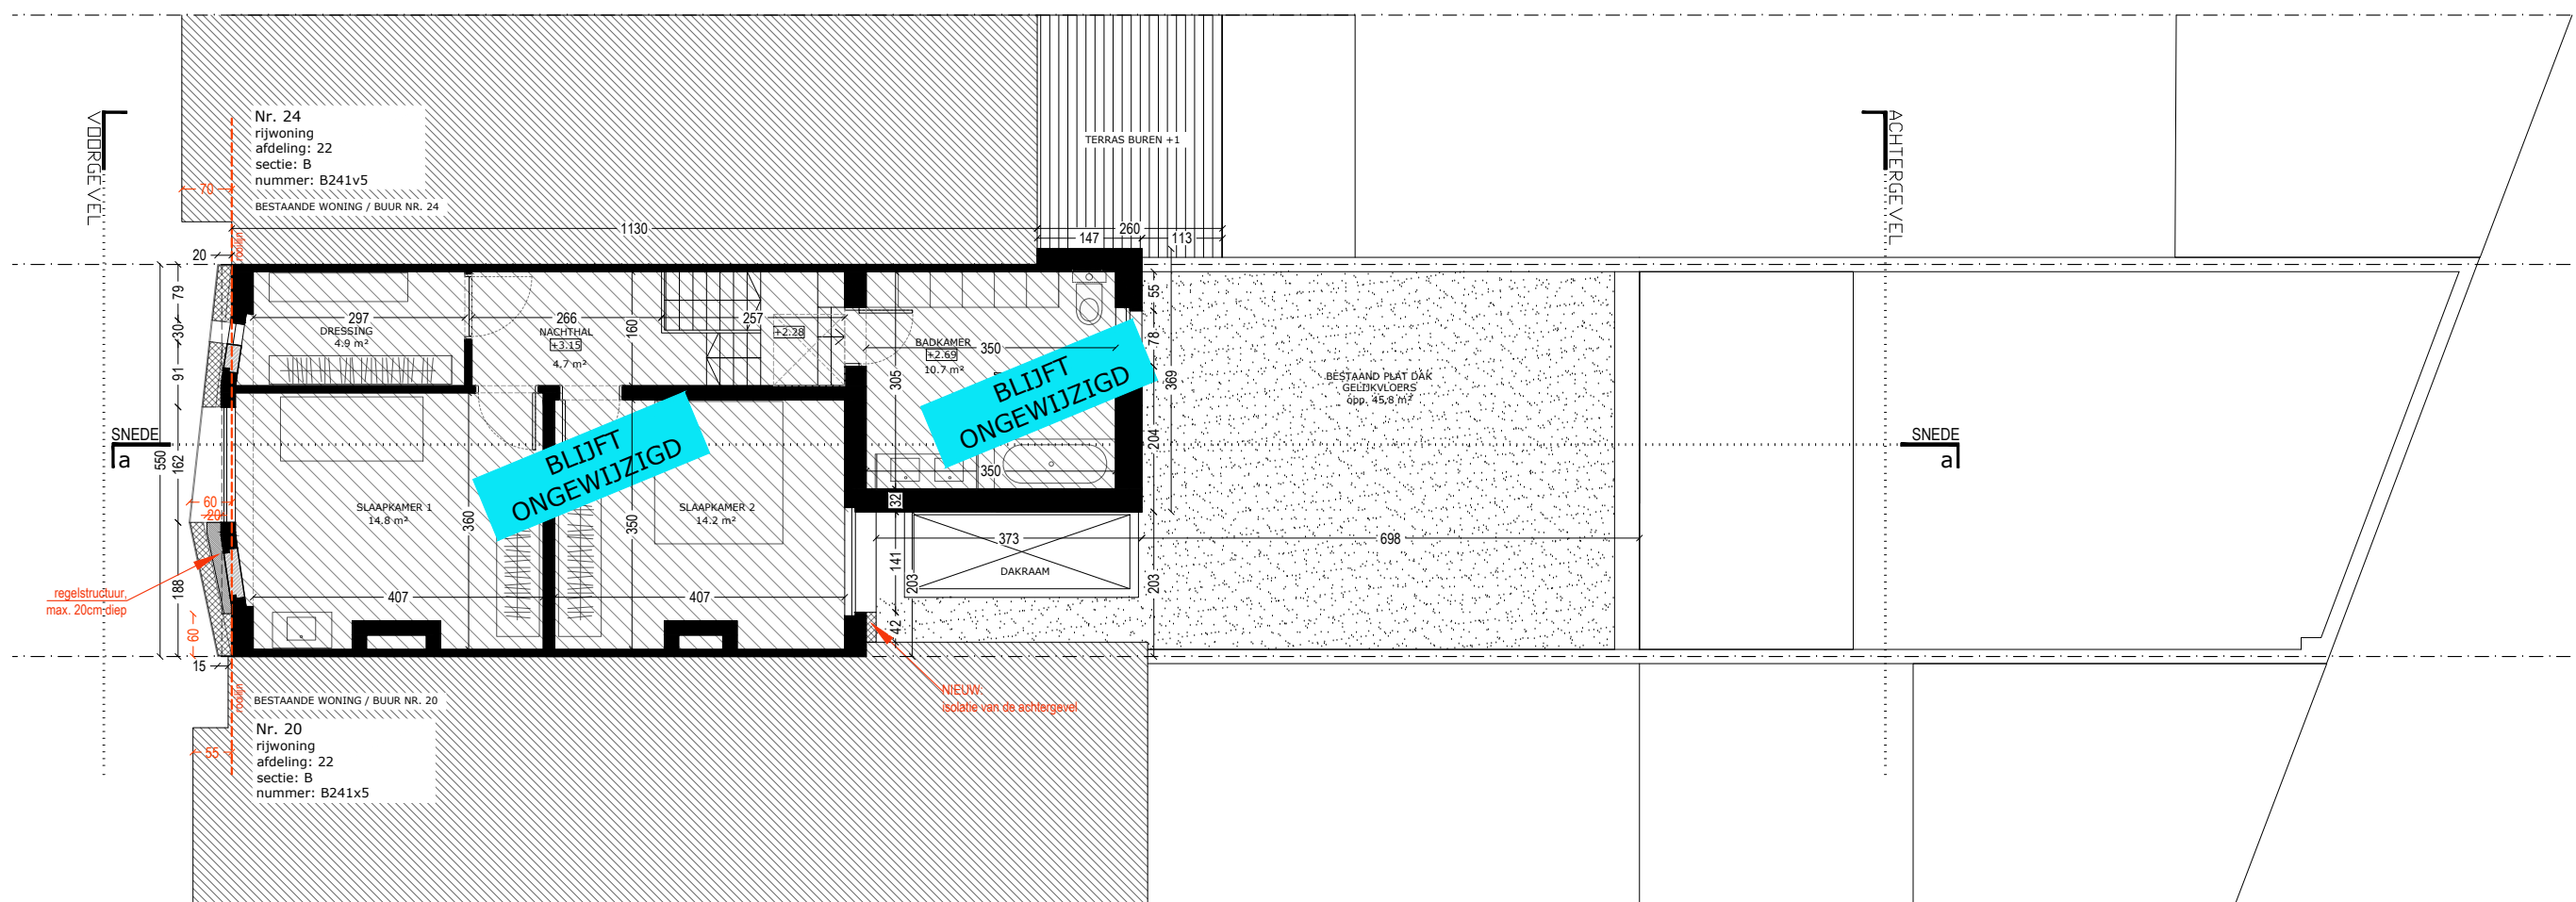 VOORGEVEL
ACHTERGEVEL
Nr. 24
rijwoning
afdeling: 22
sectie: B
nummer: B241v5
BESTAANDE WONING / BUUR NR. 24
TERRAS BUREN +1
70
rooilijn
1130
260
147
113
20
79
30
91
162
550
188
15
297
DRESSING
4.9 m²
266
NACHTHAL
+3.15
4.7 m²
160
257
+2.28
BADKAMER
+2.69
10.7 m²
350
305
55
78
369
204
BESTAAND PLAT DAK
GELIJKVLOERS
opp. 45,8 m²
BLIJFT
ONGEWIJZIGD
BLIJFT
ONGEWIJZIGD
SNEDE
a
SNEDE
a
60
20
SLAAPKAMER 1
14.8 m²
360
SLAAPKAMER 2
14.2 m²
350
350
32
373
698
141
203
DAKRAAM
203
42
407
407
regelstructuur,
max. 20cm diep
60
NIEUW:
isolatie van de achtergevel
rooilijn
BESTAANDE WONING / BUUR NR. 20
Nr. 20
rijwoning
afdeling: 22
sectie: B
nummer: B241x5
55